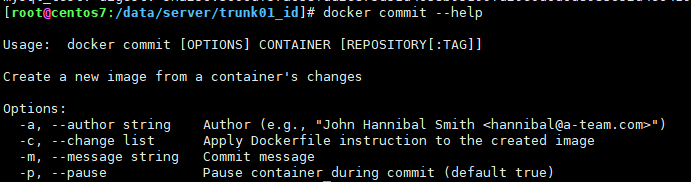 [root@centos7:/data/server/trunk01_id]# docker commit --help
Usage:  docker commit [OPTIONS] CONTAINER [REPOSITORY[:TAG]]
Create a new image from a container's changes
Options:
  -a, --author string    Author (e.g., "John Hannibal Smith <hannibal@a-team.com>")
  -c, --change list      Apply Dockerfile instruction to the created image
  -m, --message string   Commit message
  -p, --pause            Pause container during commit (default true)